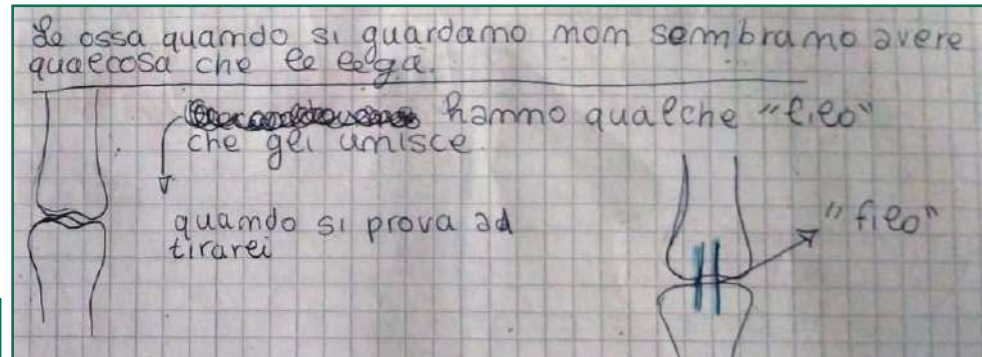 Le ossa quando si guardano non sembrano avere
qualcosa che le lega.
hanno qualche "filo"
che gli unisce.
quando si prova ad
tirarli
"filo"